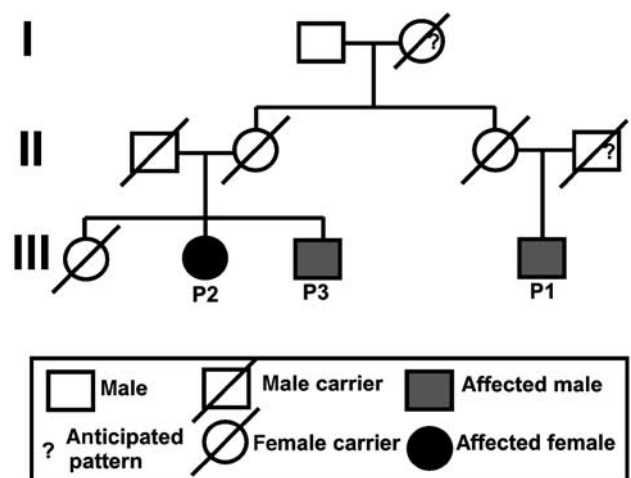 I
?
II
?
III
P2
P3
P1
Male
Male carrier
Affected male
? Anticipated
pattern
Female carrier
Affected female